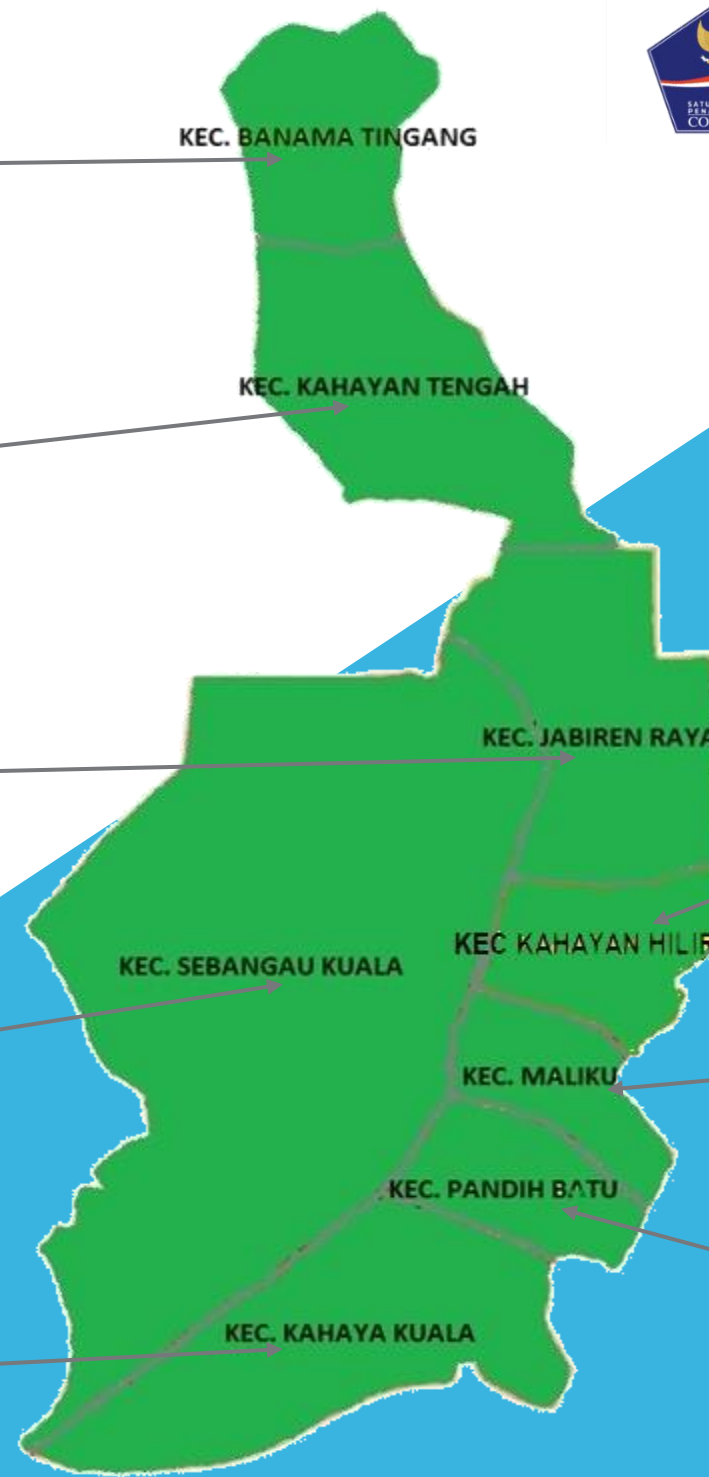 KEC. BANAMA TINGANG
KEC. KAHAYAN TENGAH
KEC. JABIREN RAYA
KEC KAHAYAN HILIR
KEC. SEBANGAU KUALA
KEC. MALIKU
KEC. PANDIH BATU
KEC. KAHAYA KUALA